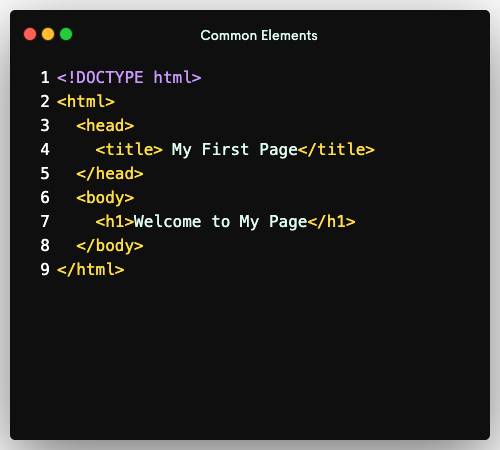 Common Elements
1 <!DOCTYPE html>
2 <html>
3   <head>
4     <title> My First Page</title>
5   </head>
6   <body>
7     <h1>Welcome to My Page</h1>
8   </body>
9 </html>